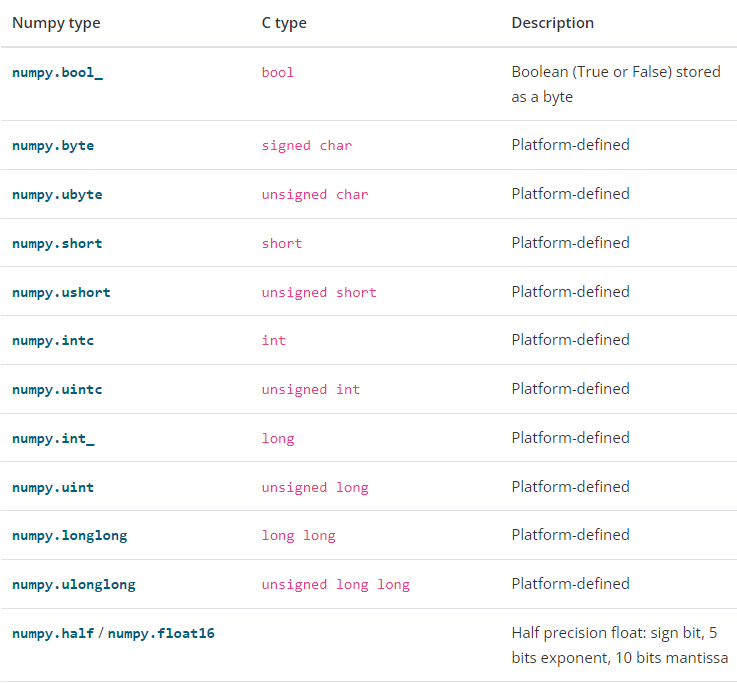 Numpy type C type Description
numpy.bool_ bool Boolean (True or False) stored
as a byte
numpy.byte signed char Platform-defined
numpy.ubyte unsigned char Platform-defined
numpy.short short Platform-defined
numpy.ushort unsigned short Platform-defined
numpy.intc int Platform-defined
numpy.uintc unsigned int Platform-defined
numpy.int_ long Platform-defined
numpy.uint unsigned long Platform-defined
numpy.longlong long long Platform-defined
numpy.ulonglong unsigned long long Platform-defined
numpy.half / numpy.float16 Half precision float: sign bit, 5
bits exponent, 10 bits mantissa